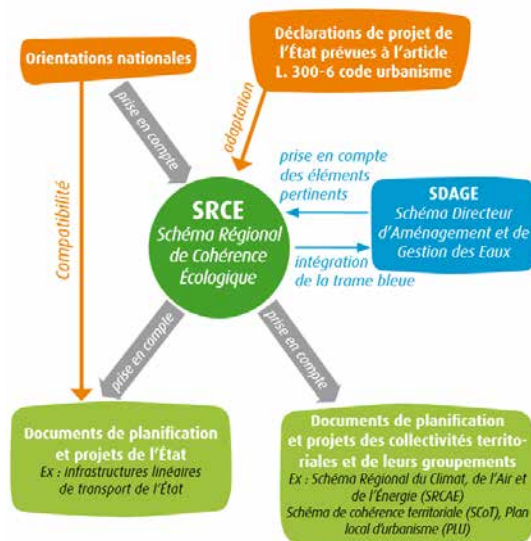 Déclarations de projet de
l'État prévues à l'article
L. 300-6 code urbanisme
Orientations nationales
prise en compte
adaptation
Compatibilité
prise en compte
des éléments
pertinents
SRCE
Schéma Régional
de Cohérence
Écologique
SDAGE
Schéma Directeur
d'Aménagement et de
Gestion des Eaux
intégration
de la trame bleue
prise en compte
prise en compte
Documents de planification
et projets de l'État
Ex : infrastructures linéaires
de transport de l'État
Documents de planification
et projets des collectivités territo-
riales et de leurs groupements
Ex : Schéma Régional du Climat, de l'Air et
de l'Énergie (SRCAE)
Schéma de cohérence territoriale (SCoT), Plan
local d'urbanisme (PLU)